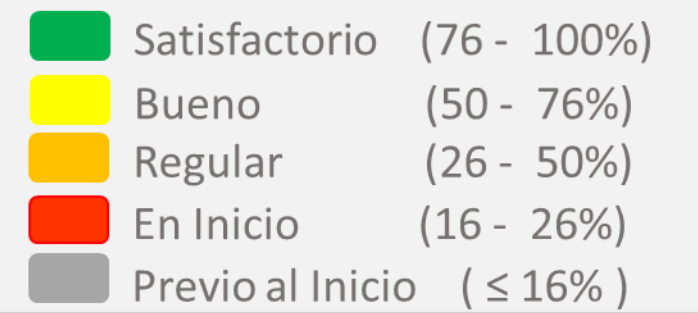 Satisfactorio (76 - 100%)
Bueno (50 - 76%)
Regular (26 - 50%)
En Inicio (16 - 26%)
Previo al Inicio ( ≤ 16% )